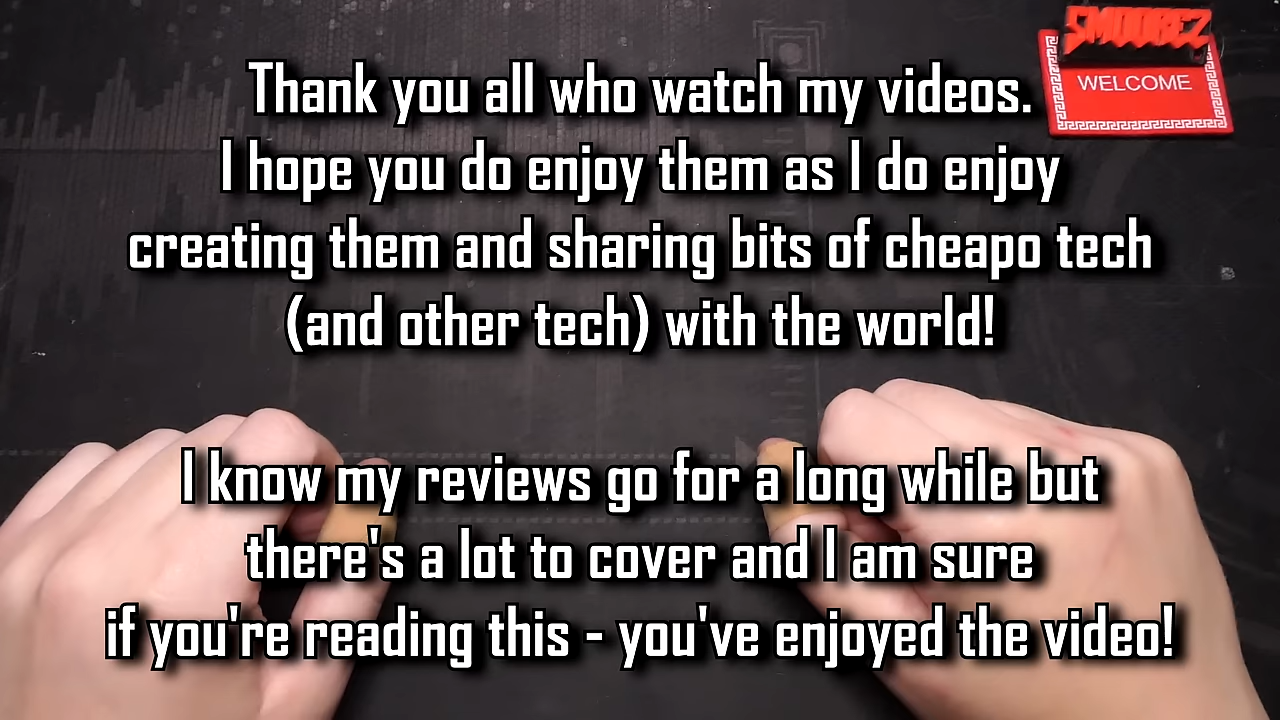 SMOOREZ
WELCOME
Thank you all who watch my videos.
I hope you do enjoy them as I do enjoy
creating them and sharing bits of cheapo tech
(and other tech) with the world!
I know my reviews go for a long while but
there's a lot to cover and I am sure
if you're reading this - you've enjoyed the video!